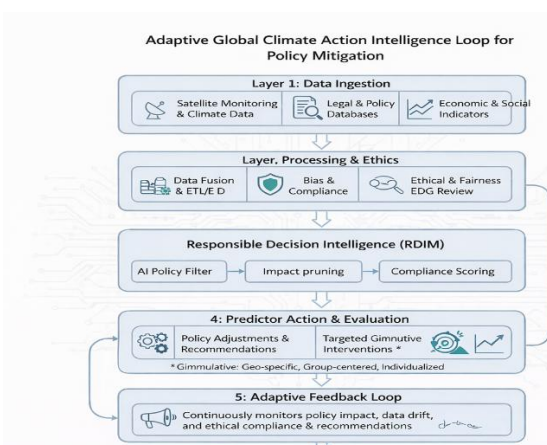 Adaptive Global Climate Action Intelligence Loop for
Policy Mitigation
Layer 1: Data Ingestion
Satellite Monitoring
& Climate Data
Legal & Policy
Databases
Economic & Social
Indicators
Layer, Processing & Ethics
Data Fusion
& ETL/E D
Bias &
Compliance
Ethical & Fairness
EDG Review
Responsible Decision Intelligence (RDIM)
AI Policy Filter
Impact pruning
Compliance Scoring
4: Predictor Action & Evaluation
Policy Adjustments &
Recommendations
Targeted Gimnutive
Interventions *
* Gimmulative: Geo-specific, Group-centered, Individualized
5: Adaptive Feedback Loop
Continuously monitors policy impact, data drift,
and ethical compliance & recommendations